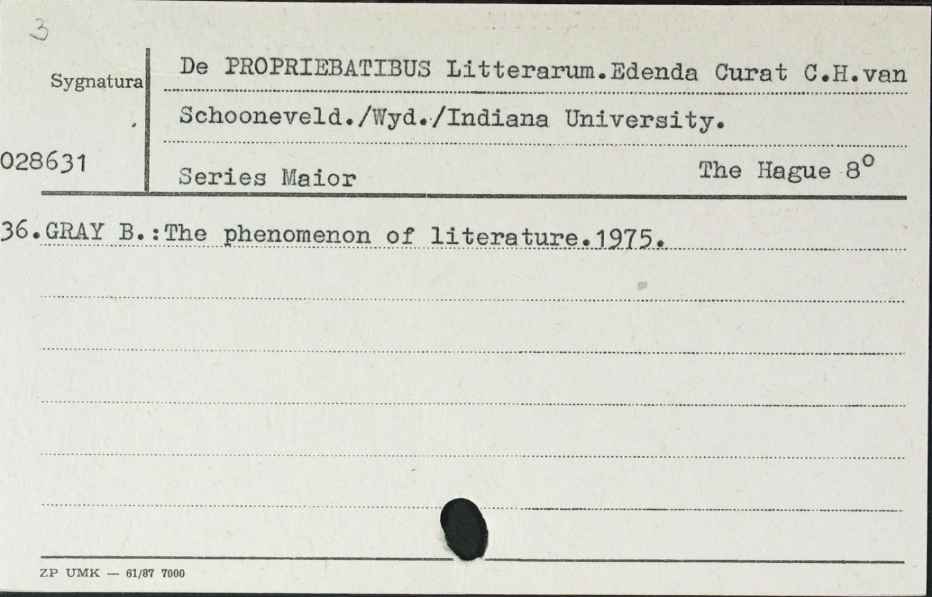 3
Sygnatura
De PROPRIEBATIBUS Litterarum.Edenda Curat C.H.van
Schooneveld./Wyd./Indiana University.
028631
Series Maior The Hague 8º
36.GRAY B.:The phenomenon of literature.1975.
ZP UMK — 61/87 7000